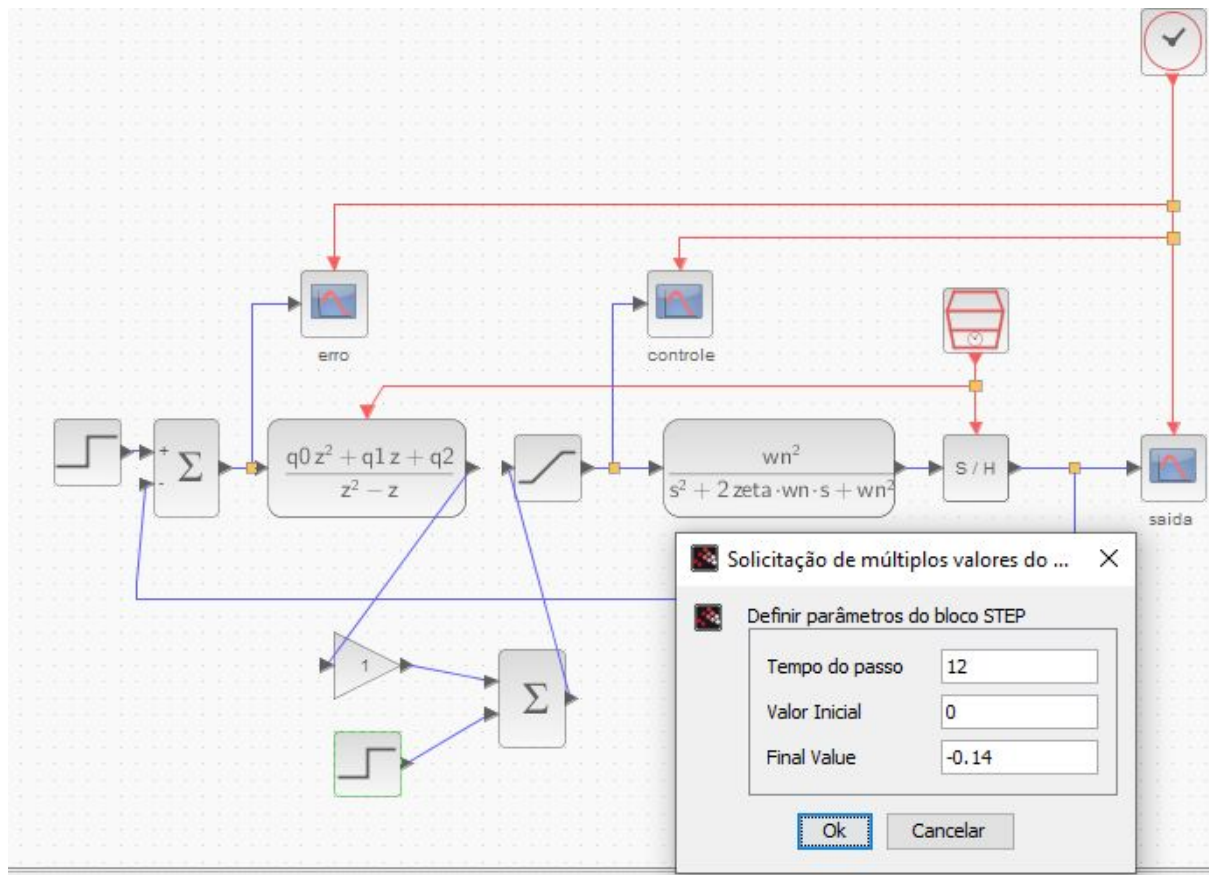 erro
controle
+
-
Σ
q0 z² + q1 z + q2
z² − z
wn²
s² + 2 zeta·wn·s + wn²
S / H
saida
1
Σ
Solicitação de múltiplos valores do ...
Definir parâmetros do bloco STEP
Tempo do passo 12
Valor Inicial 0
Final Value -0.14
Ok Cancelar